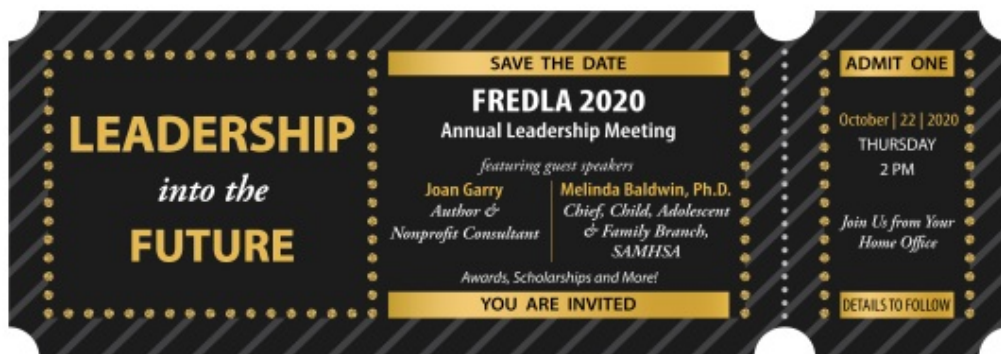 LEADERSHIP
into the
FUTURE
SAVE THE DATE
FREDLA 2020
Annual Leadership Meeting
featuring guest speakers
Joan Garry
Author &
Nonprofit Consultant
Melinda Baldwin, Ph.D.
Chief, Child, Adolescent
& Family Branch,
SAMHSA
Awards, Scholarships and More!
YOU ARE INVITED
ADMIT ONE
October | 22 | 2020
THURSDAY
2 PM
Join Us from Your
Home Office
DETAILS TO FOLLOW